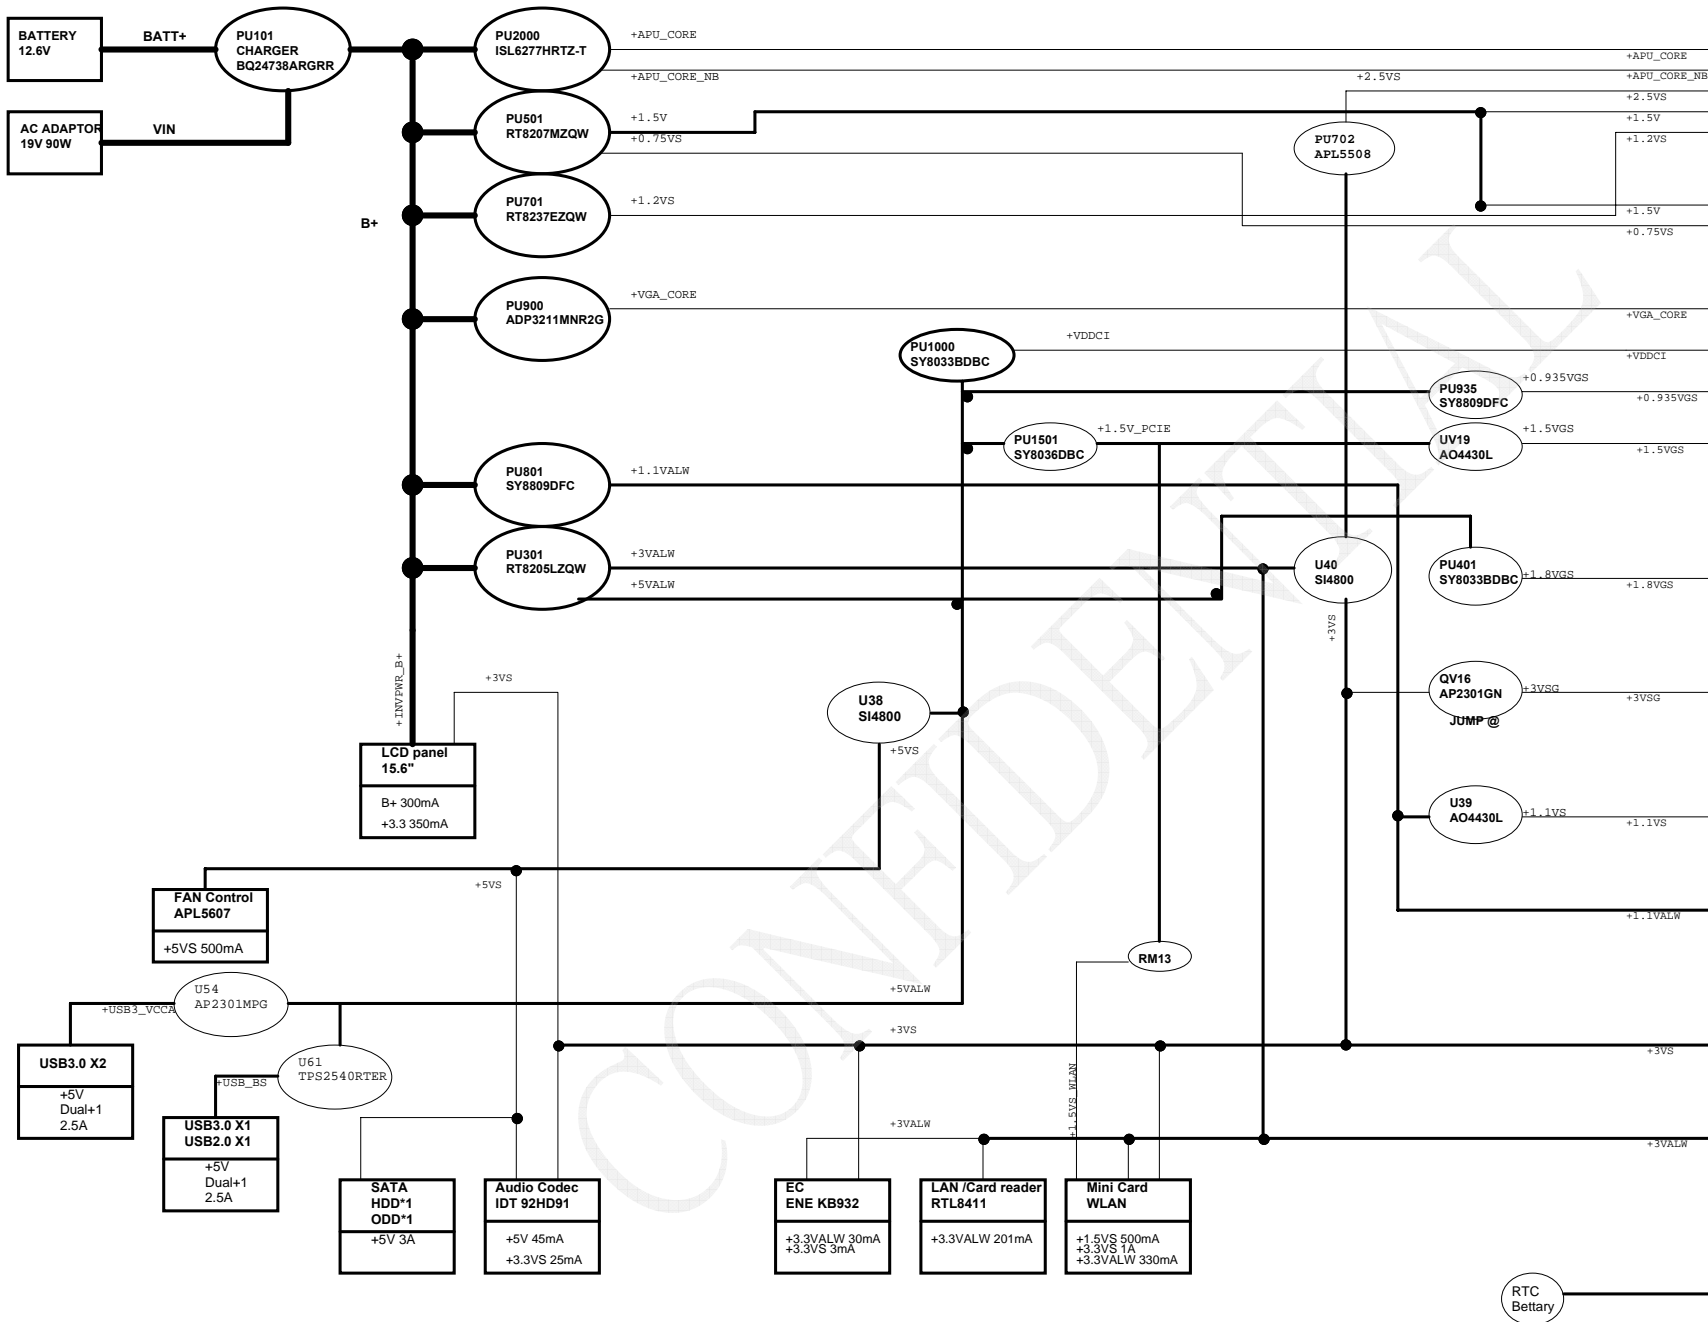 BATTERY
12.6V
BATT+
PU101
CHARGER
BQ24738ARGRR
AC ADAPTOR
19V 90W
VIN
B+
PU2000
ISL6277HRTZ-T
+APU_CORE
+APU_CORE_NB
+APU_CORE
+2.5VS
+APU_CORE_NB
+2.5VS
PU501
RT8207MZQW
+1.5V
+0.75VS
+1.5V
PU702
APL5508
+1.2VS
PU701
RT8237EZQW
+1.2VS
+1.5V
+0.75VS
PU900
ADP3211MNR2G
+VGA_CORE
+VGA_CORE
PU1000
SY8033BDBC
+VDDCI
+VDDCI
PU935
SY8809DFC
+0.935VGS
+0.935VGS
PU1501
SY8036DBC
+1.5V_PCIE
UV19
AO4430L
+1.5VGS
+1.5VGS
PU801
SY8809DFC
+1.1VALW
PU301
RT8205LZQW
+3VALW
+5VALW
U40
SI4800
+3VS
PU401
SY8033BDBC
+1.8VGS
+1.8VGS
+INVPWR_B+
+3VS
U38
SI4800
+5VS
QV16
AP2301GN
JUMP @
+3VSG
+3VSG
LCD panel
15.6"
B+ 300mA
+3.3 350mA
U39
AO4430L
+1.1VS
+1.1VS
+5VS
FAN Control
APL5607
+5VS 500mA
+1.1VALW
RM13
U54
AP2301MPG
+USB3_VCCA
+5VALW
+3VS
+3VS
USB3.0 X2
+5V
Dual+1
2.5A
U61
TPS2540RTER
+USB_BS
USB3.0 X1
USB2.0 X1
+5V
Dual+1
2.5A
+1.5VS_WLAN
+3VALW
+3VALW
SATA
HDD*1
ODD*1
+5V 3A
Audio Codec
IDT 92HD91
+5V 45mA
+3.3VS 25mA
EC
ENE KB932
+3.3VALW 30mA
+3.3VS 3mA
LAN /Card reader
RTL8411
+3.3VALW 201mA
Mini Card
WLAN
+1.5VS 500mA
+3.3VS 1A
+3.3VALW 330mA
RTC
Bettary
CONFIDENTIAL